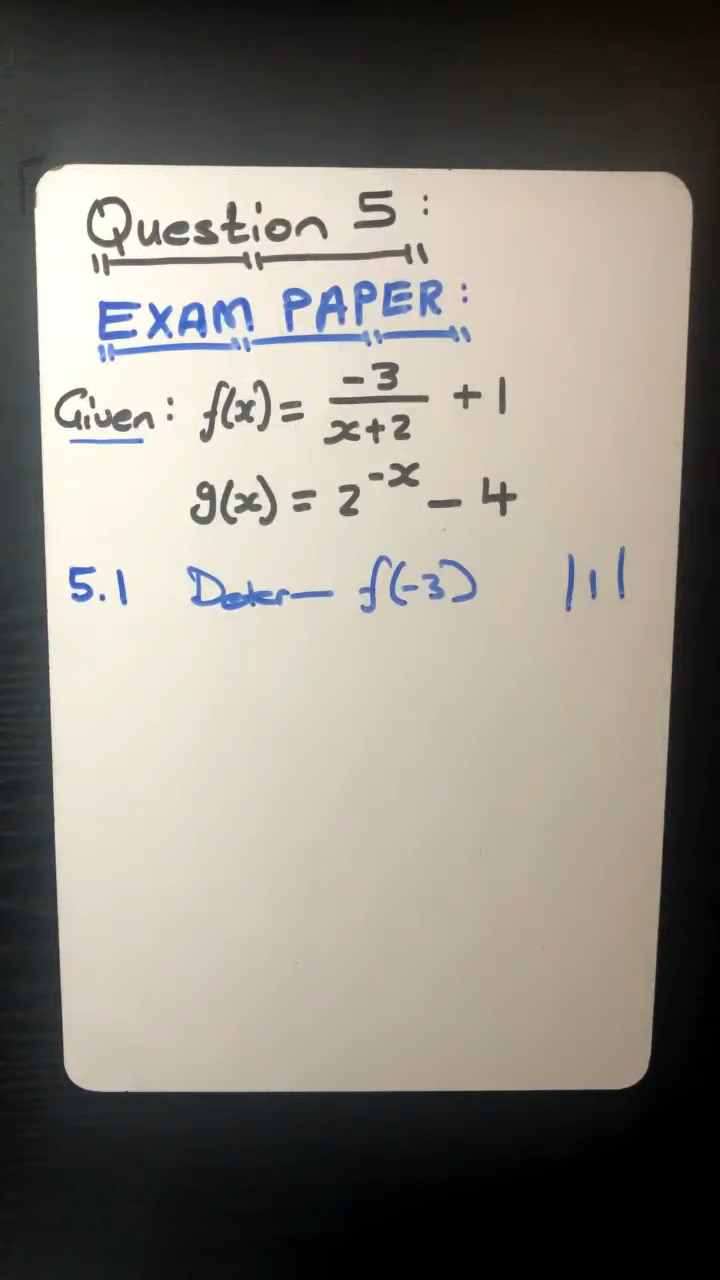 Question 5:
EXAM PAPER:
Given: f(x) = -3/(x+2) + 1
g(x) = 2^-x - 4
5.1 Deter— f(-3) |1|